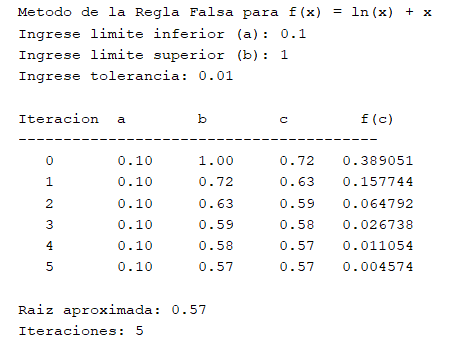 Metodo de la Regla Falsa para f(x) = ln(x) + x
Ingrese limite inferior (a): 0.1
Ingrese limite superior (b): 1
Ingrese tolerancia: 0.01
Iteracion a b c f(c)
------------------------------------------
0 0.10 1.00 0.72 0.389051
1 0.10 0.72 0.63 0.157744
2 0.10 0.63 0.59 0.064792
3 0.10 0.59 0.58 0.026738
4 0.10 0.58 0.57 0.011054
5 0.10 0.57 0.57 0.004574
Raiz aproximada: 0.57
Iteraciones: 5